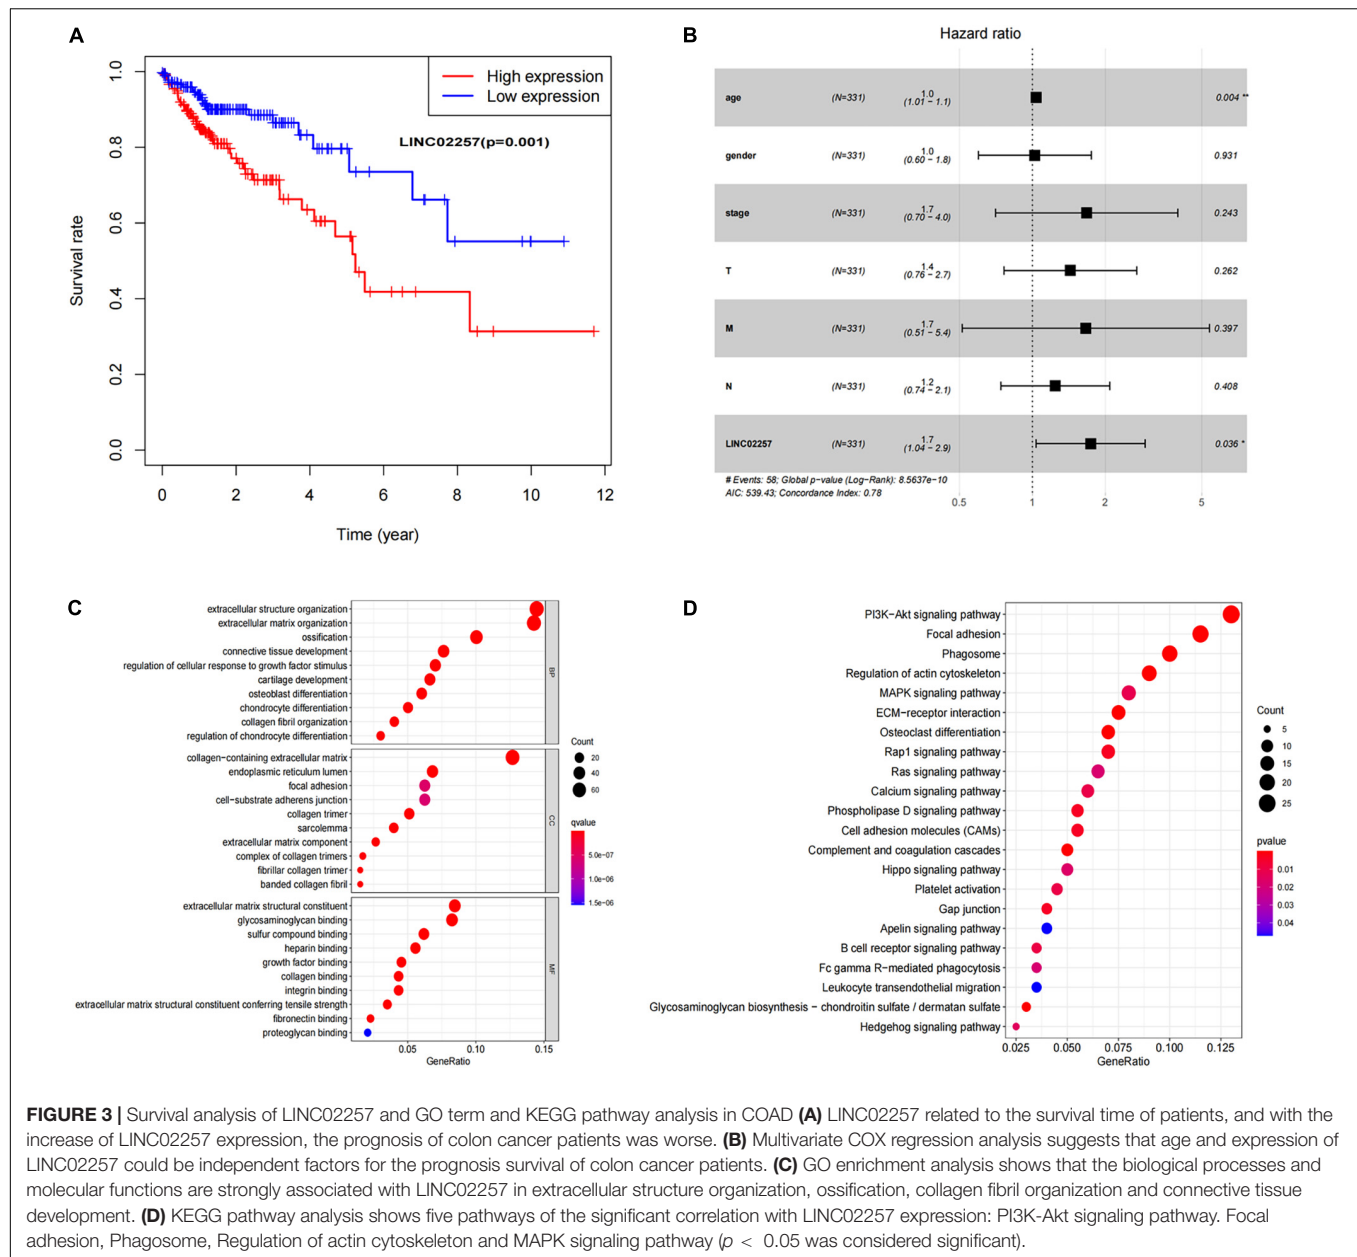 A
High expression
Low expression
LINC02257(p=0.001)
Survival rate
1.0
0.8
0.6
0.4
0.2
0.0
0 2 4 6 8 10 12
Time (year)
B
Hazard ratio
age (N=331) 1.0 (1.01 − 1.1) 0.004 **
gender (N=331) 1.0 (0.60 − 1.8) 0.931
stage (N=331) 1.7 (0.70 − 4.0) 0.243
T (N=331) 1.4 (0.76 − 2.7) 0.262
M (N=331) 1.7 (0.51 − 5.4) 0.397
N (N=331) 1.2 (0.74 − 2.1) 0.408
LINC02257 (N=331) 1.7 (1.04 − 2.9) 0.036 *
# Events: 58; Global p-value (Log-Rank): 8.5637e-10
AIC: 539.43; Concordance Index: 0.78
0.5 1 2 5
C
extracellular structure organization
extracellular matrix organization
ossification
connective tissue development
regulation of cellular response to growth factor stimulus
cartilage development
osteoblast differentiation
chondrocyte differentiation
collagen fibril organization
regulation of chondrocyte differentiation
BP
collagen-containing extracellular matrix
endoplasmic reticulum lumen
focal adhesion
cell-substrate adherens junction
collagen trimer
sarcolemma
extracellular matrix component
complex of collagen trimers
fibrillar collagen trimer
banded collagen fibril
CC
extracellular matrix structural constituent
glycosaminoglycan binding
sulfur compound binding
heparin binding
growth factor binding
collagen binding
integrin binding
extracellular matrix structural constituent conferring tensile strength
fibronectin binding
proteoglycan binding
MF
0.05 0.10 0.15
GeneRatio
Count
20
40
60
qvalue
5.0e-07
1.0e-06
1.5e-06
D
PI3K−Akt signaling pathway
Focal adhesion
Phagosome
Regulation of actin cytoskeleton
MAPK signaling pathway
ECM−receptor interaction
Osteoclast differentiation
Rap1 signaling pathway
Ras signaling pathway
Calcium signaling pathway
Phospholipase D signaling pathway
Cell adhesion molecules (CAMs)
Complement and coagulation cascades
Hippo signaling pathway
Platelet activation
Gap junction
Apelin signaling pathway
B cell receptor signaling pathway
Fc gamma R−mediated phagocytosis
Leukocyte transendothelial migration
Glycosaminoglycan biosynthesis − chondroitin sulfate / dermatan sulfate
Hedgehog signaling pathway
0.025 0.050 0.075 0.100 0.125
GeneRatio
Count
5
10
15
20
25
pvalue
0.01
0.02
0.03
0.04
FIGURE 3 | Survival analysis of LINC02257 and GO term and KEGG pathway analysis in COAD (A) LINC02257 related to the survival time of patients, and with the
increase of LINC02257 expression, the prognosis of colon cancer patients was worse. (B) Multivariate COX regression analysis suggests that age and expression of
LINC02257 could be independent factors for the prognosis survival of colon cancer patients. (C) GO enrichment analysis shows that the biological processes and
molecular functions are strongly associated with LINC02257 in extracellular structure organization, ossification, collagen fibril organization and connective tissue
development. (D) KEGG pathway analysis shows five pathways of the significant correlation with LINC02257 expression: PI3K-Akt signaling pathway. Focal
adhesion, Phagosome, Regulation of actin cytoskeleton and MAPK signaling pathway (p < 0.05 was considered significant).